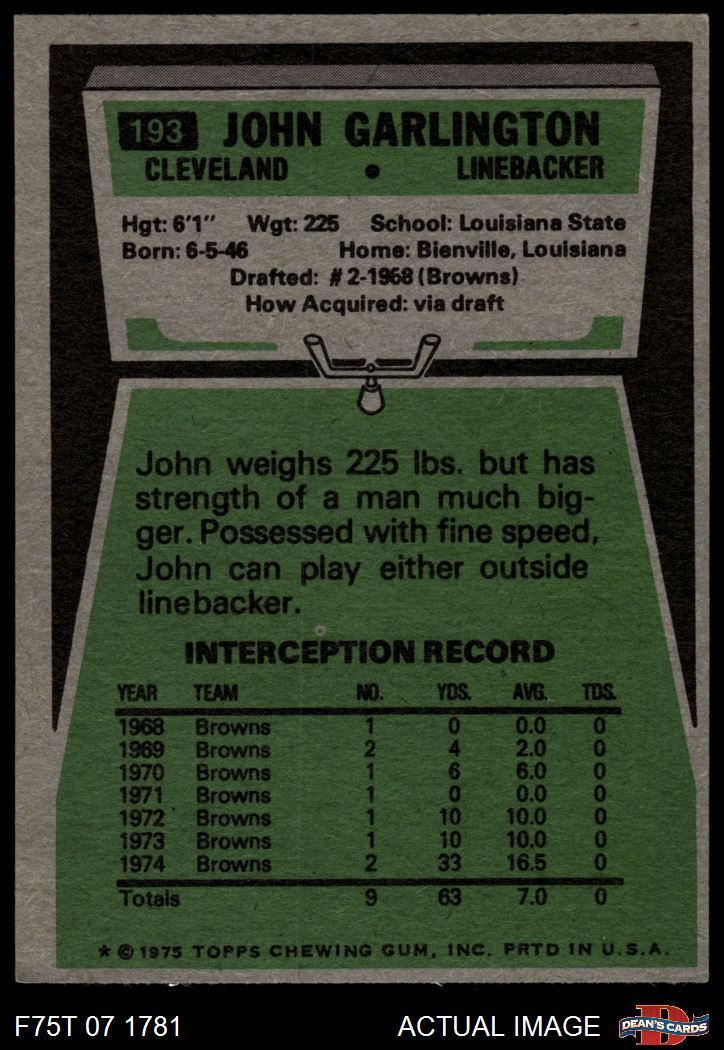 193 JOHN GARLINGTON
CLEVELAND • LINEBACKER
Hgt: 6'1" Wgt: 225 School: Louisiana State
Born: 6-5-46 Home: Bienville, Louisiana
Drafted: #2-1968 (Browns)
How Acquired: via draft
John weighs 225 lbs. but has
strength of a man much big-
ger. Possessed with fine speed,
John can play either outside
linebacker.
INTERCEPTION RECORD
YEAR TEAM NO. YDS. AVG. TDS.
1968 Browns 1 0 0.0 0
1969 Browns 2 4 2.0 0
1970 Browns 1 6 6.0 0
1971 Browns 1 0 0.0 0
1972 Browns 1 10 10.0 0
1973 Browns 1 10 10.0 0
1974 Browns 2 33 16.5 0
Totals 9 63 7.0 0
* © 1975 TOPPS CHEWING GUM, INC. PRTD IN U.S.A.
F75T 07 1781 ACTUAL IMAGE D DEAN'S CARDS